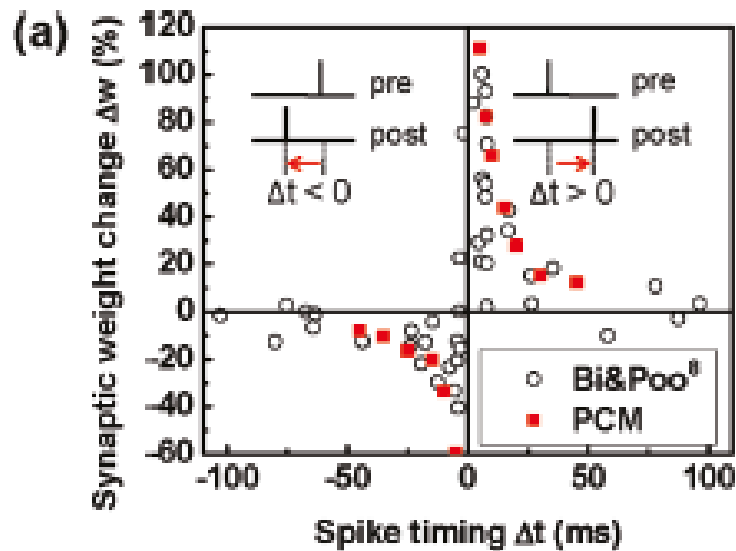 (a)
Synaptic weight change Δw (%)
120
100
80
60
40
20
0
-20
-40
-60
pre
post
Δt < 0
pre
post
Δt > 0
Bi&Poo⁸
PCM
-100
-50
0
50
100
Spike timing Δt (ms)